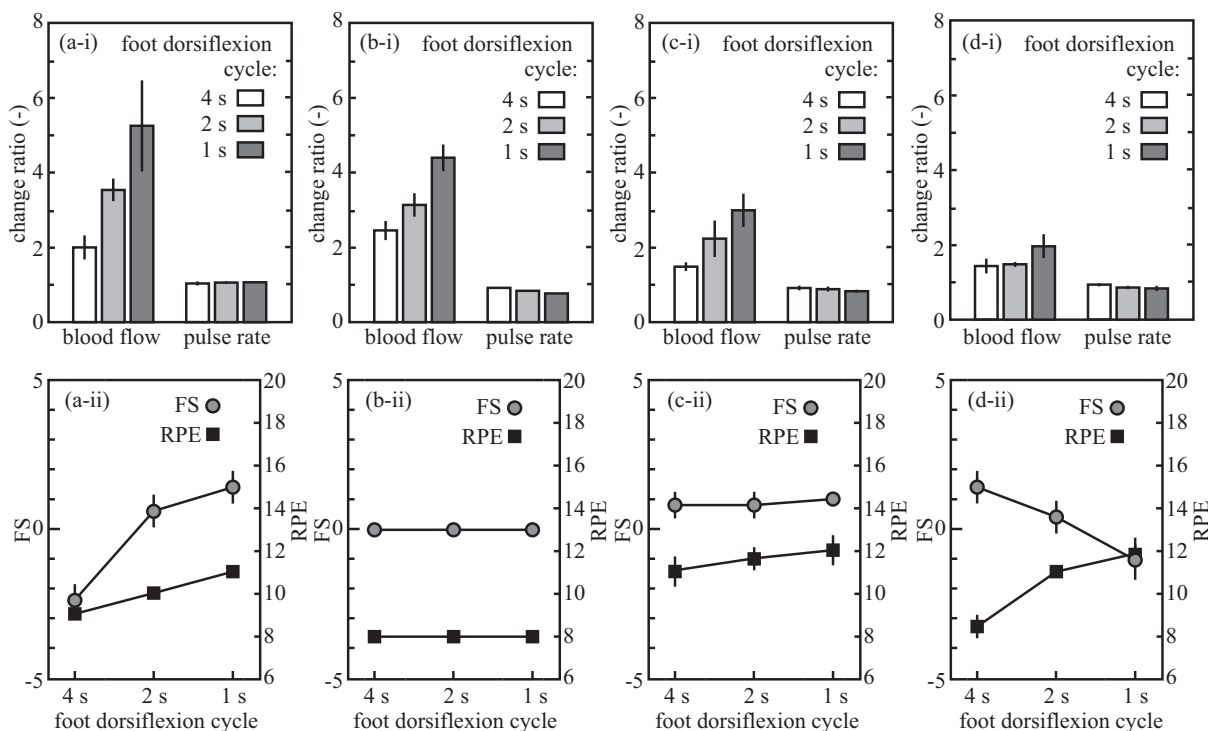 (a-i) foot dorsiflexion
cycle:
4 s
2 s
1 s
change ratio (-)
8
6
4
2
0
blood flow pulse rate
(b-i) foot dorsiflexion
cycle:
4 s
2 s
1 s
change ratio (-)
8
6
4
2
0
blood flow pulse rate
(c-i) foot dorsiflexion
cycle:
4 s
2 s
1 s
change ratio (-)
8
6
4
2
0
blood flow pulse rate
(d-i) foot dorsiflexion
cycle:
4 s
2 s
1 s
change ratio (-)
8
6
4
2
0
blood flow pulse rate
(a-ii)
FS
RPE
FS
5
0
-5
RPE
20
18
16
14
12
10
8
6
4 s 2 s 1 s
foot dorsiflexion cycle
(b-ii)
FS
RPE
FS
5
0
-5
RPE
20
18
16
14
12
10
8
6
4 s 2 s 1 s
foot dorsiflexion cycle
(c-ii)
FS
RPE
FS
5
0
-5
RPE
20
18
16
14
12
10
8
6
4 s 2 s 1 s
foot dorsiflexion cycle
(d-ii)
FS
RPE
FS
5
0
-5
RPE
20
18
16
14
12
10
8
6
4 s 2 s 1 s
foot dorsiflexion cycle